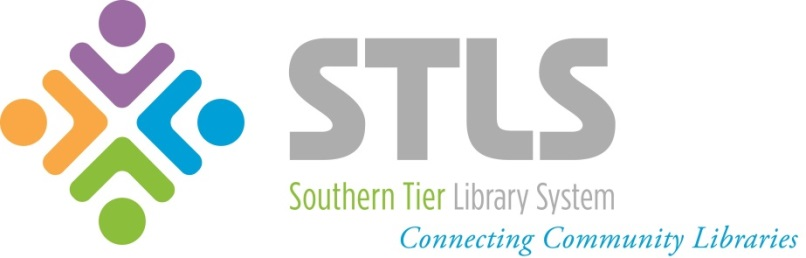 STLS
Southern Tier Library System
Connecting Community Libraries